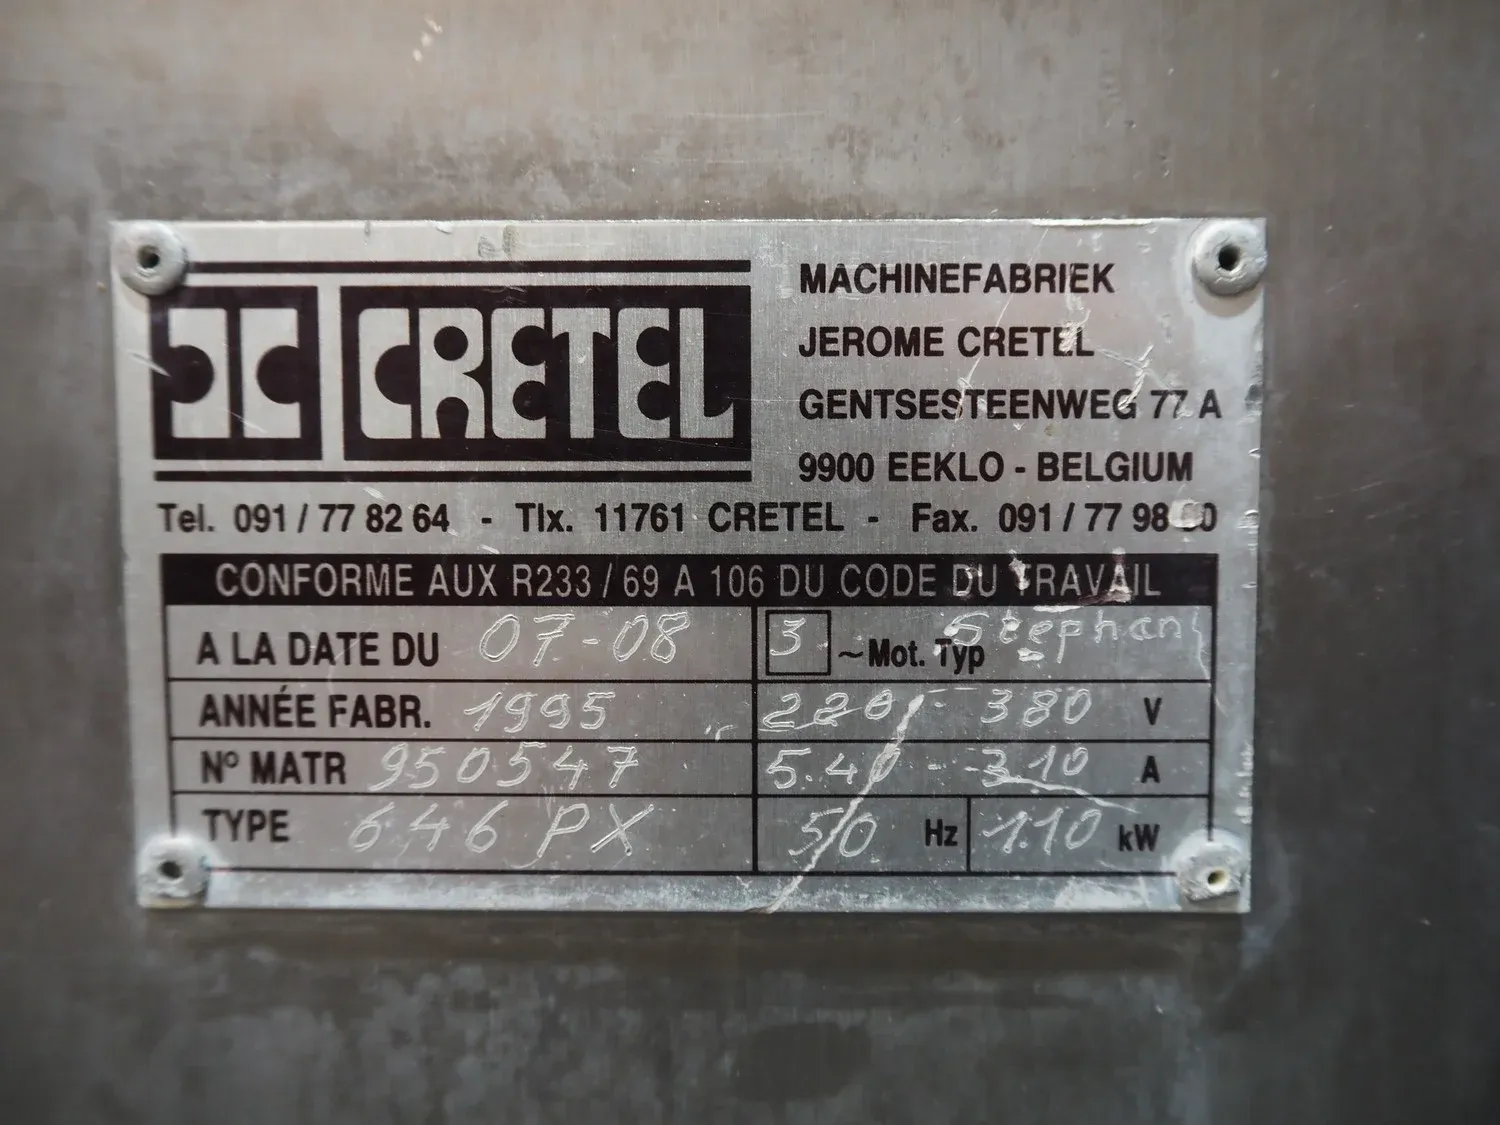 CRETEL
MACHINEFABRIEK
JEROME CRETEL
GENTSESTEENWEG 77 A
9900 EEKLO - BELGIUM
Tel. 091 / 77 82 64 - Tlx. 11761 CRETEL - Fax. 091 / 77 98
CONFORME AUX R233 / 69 A 106 DU CODE DU TRAVAIL
A LA DATE DU 07-08 3 ~Mot. Typ Stephan
ANNÉE FABR. 1995 220 - 380 V
Nº MATR 950547 5.40 - 3.10 A
TYPE 646 PX 50 Hz 1.10 kW